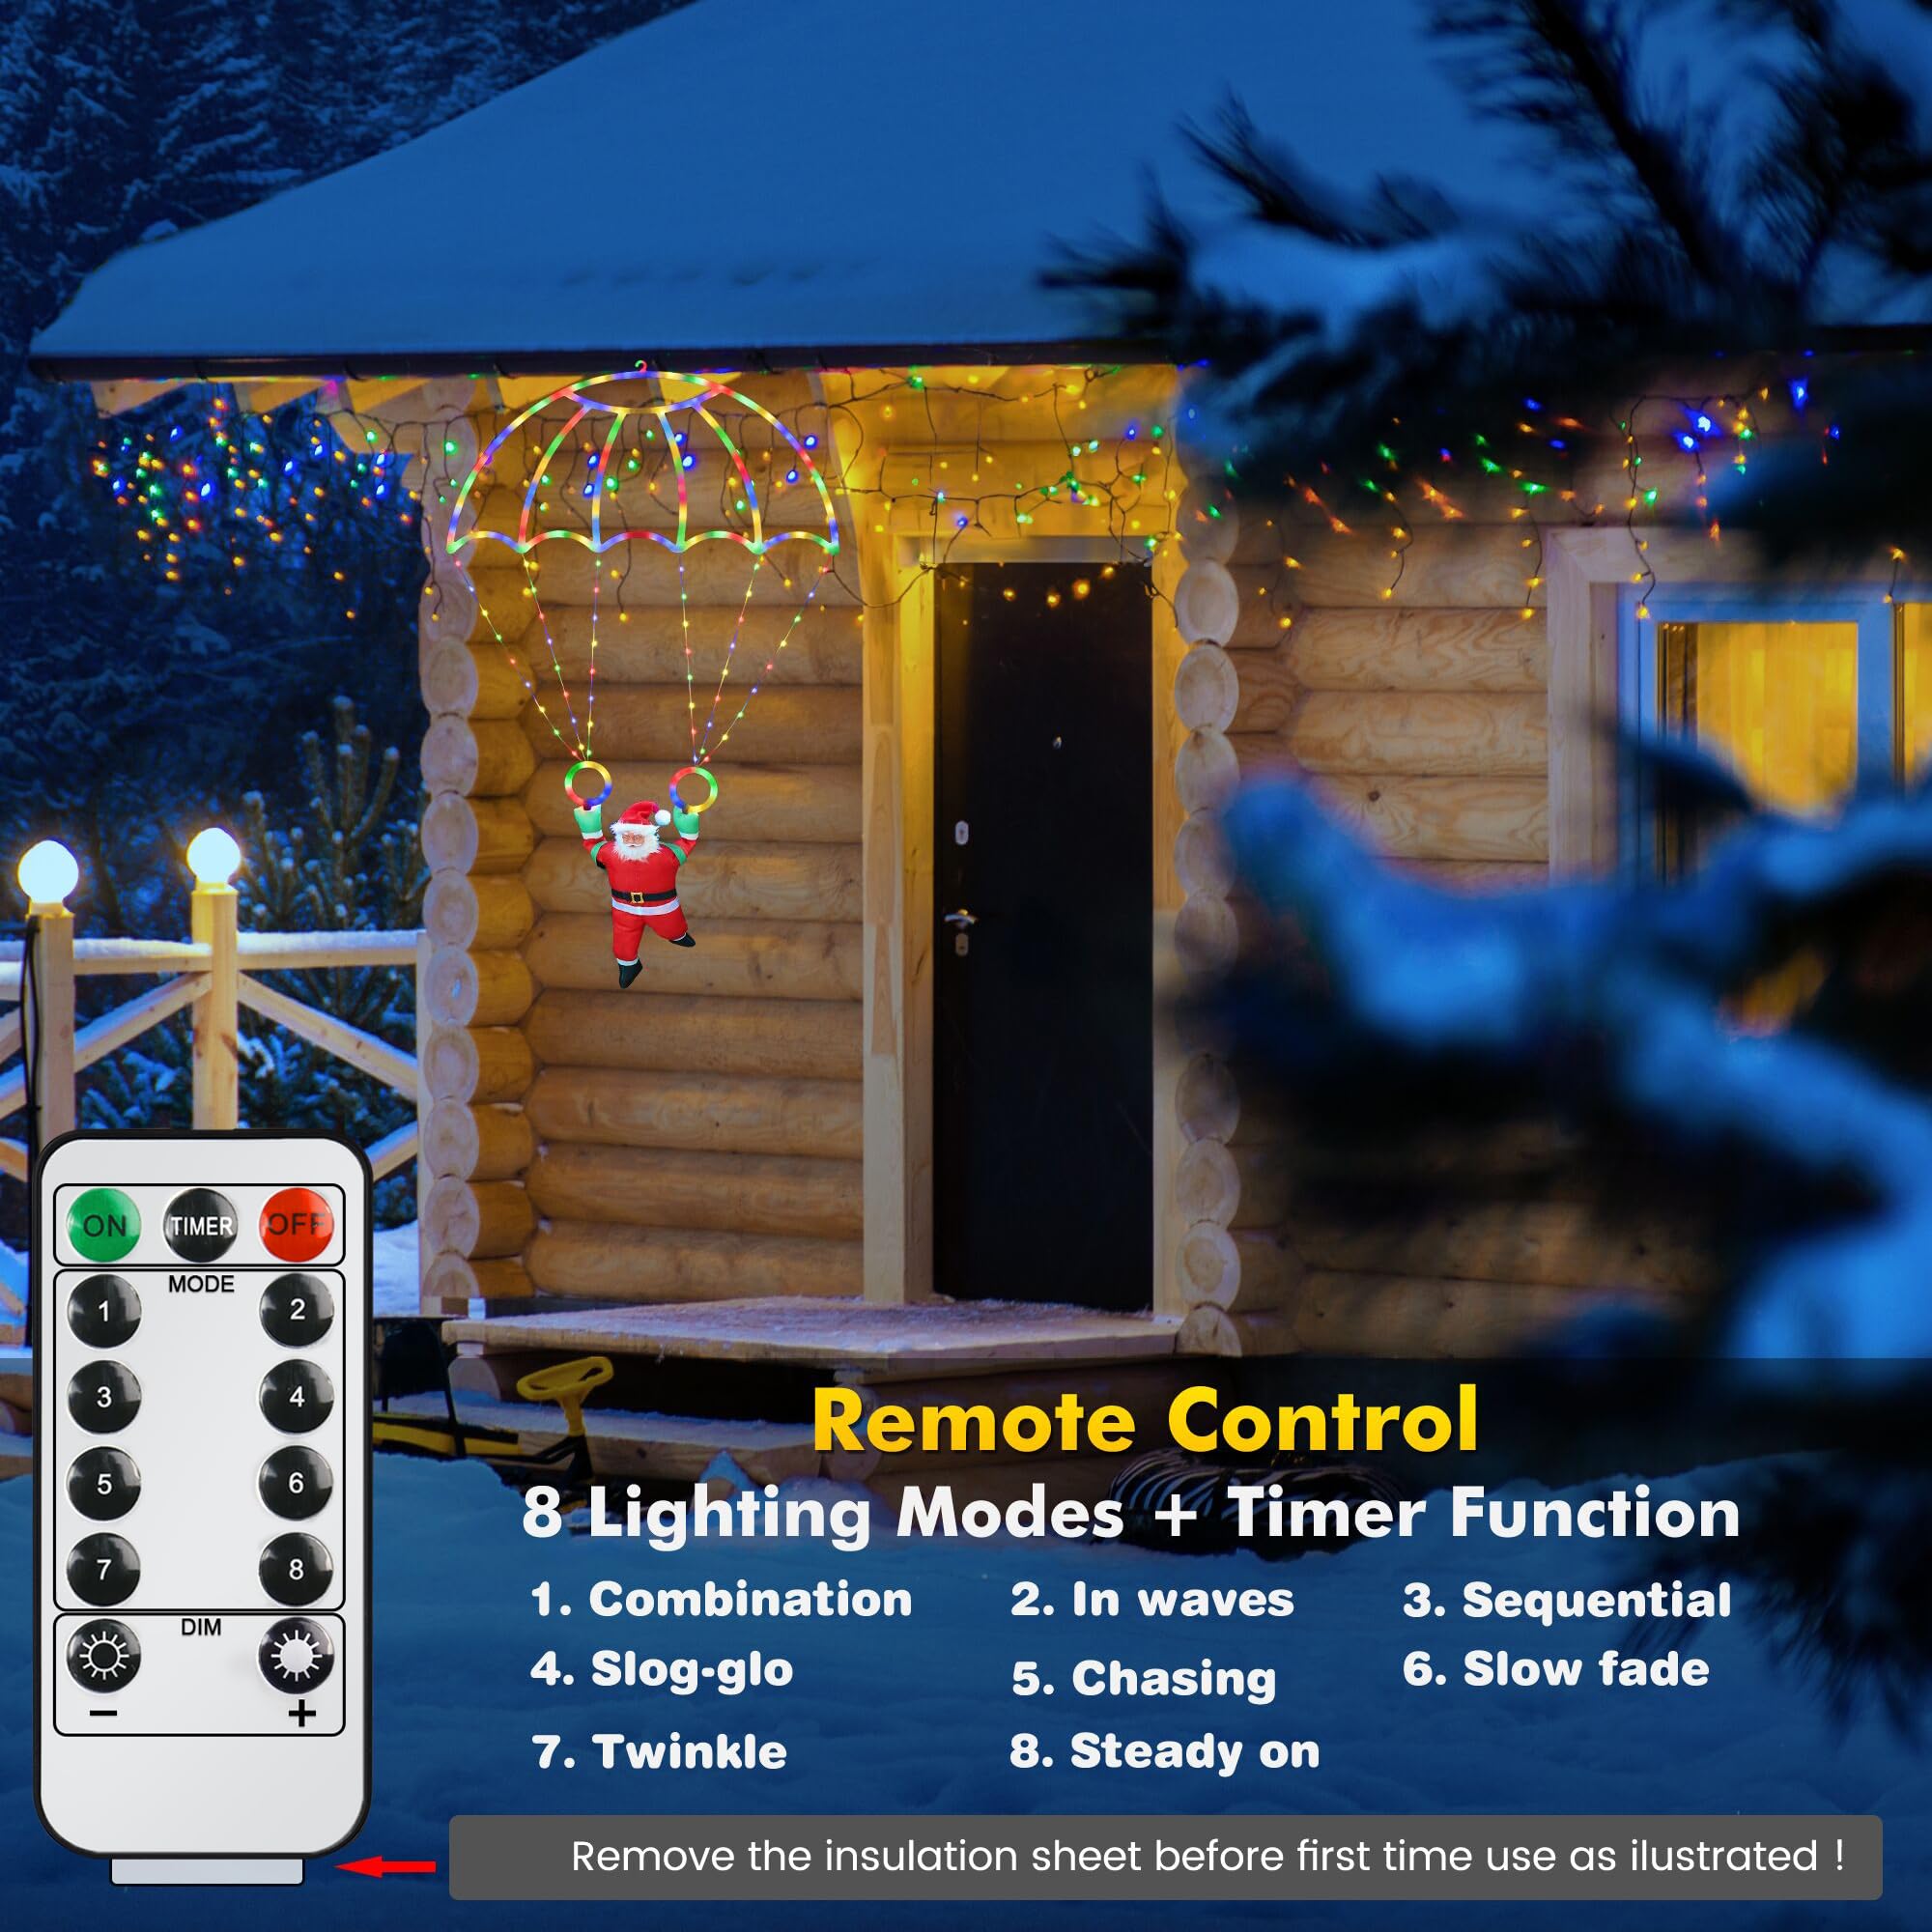 ON TIMER OFF
MODE
1 2
3 4
5 6
7 8
DIM
− +
Remote Control
8 Lighting Modes + Timer Function
1. Combination 2. In waves 3. Sequential
4. Slog-glo 5. Chasing 6. Slow fade
7. Twinkle 8. Steady on
Remove the insulation sheet before first time use as ilustrated !